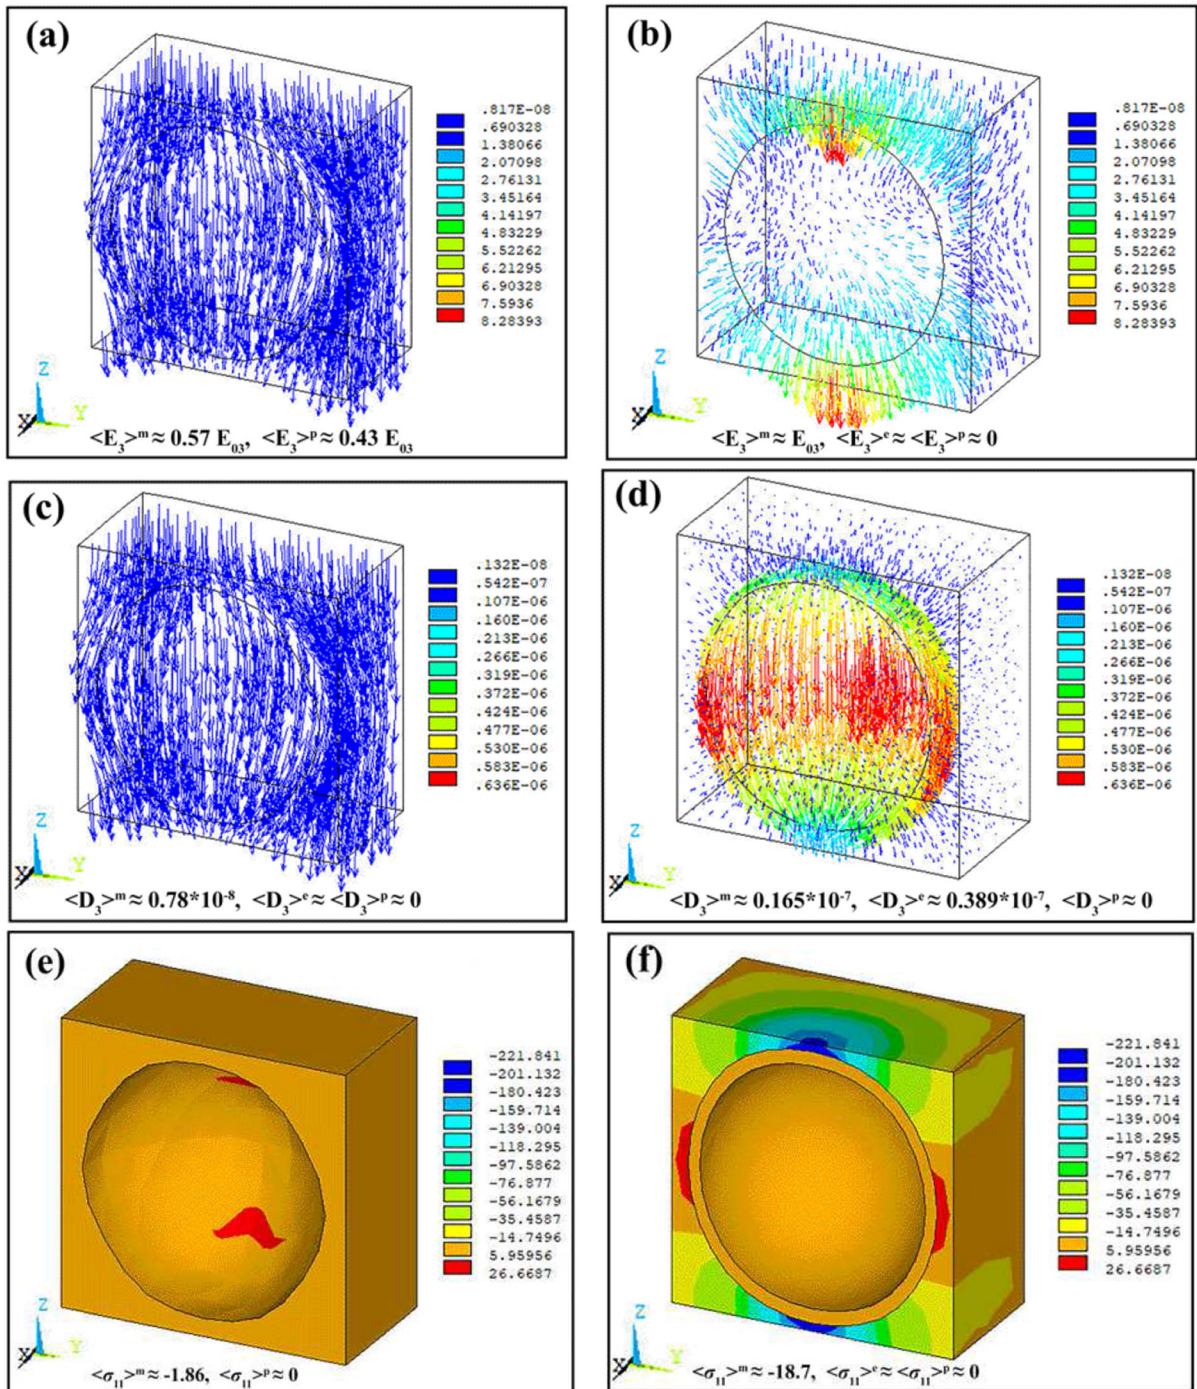 (a)
.817E-08
.690328
1.38066
2.07098
2.76131
3.45164
4.14197
4.83229
5.52262
6.21295
6.90328
7.5936
8.28393
Z
X
Y
<E₃>ᵐ ≈ 0.57 E₀₃, <E₃>ᵖ ≈ 0.43 E₀₃
(b)
.817E-08
.690328
1.38066
2.07098
2.76131
3.45164
4.14197
4.83229
5.52262
6.21295
6.90328
7.5936
8.28393
Z
X
Y
<E₃>ᵐ ≈ E₀₃, <E₃>ᵉ ≈ <E₃>ᵖ ≈ 0
(c)
.132E-08
.542E-07
.107E-06
.160E-06
.213E-06
.266E-06
.319E-06
.372E-06
.424E-06
.477E-06
.530E-06
.583E-06
.636E-06
Z
X
Y
<D₃>ᵐ ≈ 0.78*10⁻⁸, <D₃>ᵉ ≈ <D₃>ᵖ ≈ 0
(d)
.132E-08
.542E-07
.107E-06
.160E-06
.213E-06
.266E-06
.319E-06
.372E-06
.424E-06
.477E-06
.530E-06
.583E-06
.636E-06
Z
X
Y
<D₃>ᵐ ≈ 0.165*10⁻⁷, <D₃>ᵉ ≈ 0.389*10⁻⁷, <D₃>ᵖ ≈ 0
(e)
-221.841
-201.132
-180.423
-159.714
-139.004
-118.295
-97.5862
-76.877
-56.1679
-35.4587
-14.7496
5.95956
26.6687
Z
X
Y
<σ₁₁>ᵐ ≈ -1.86, <σ₁₁>ᵖ ≈ 0
(f)
-221.841
-201.132
-180.423
-159.714
-139.004
-118.295
-97.5862
-76.877
-56.1679
-35.4587
-14.7496
5.95956
26.6687
Z
X
Y
<σ₁₁>ᵐ ≈ -18.7, <σ₁₁>ᵉ ≈ <σ₁₁>ᵖ ≈ 0